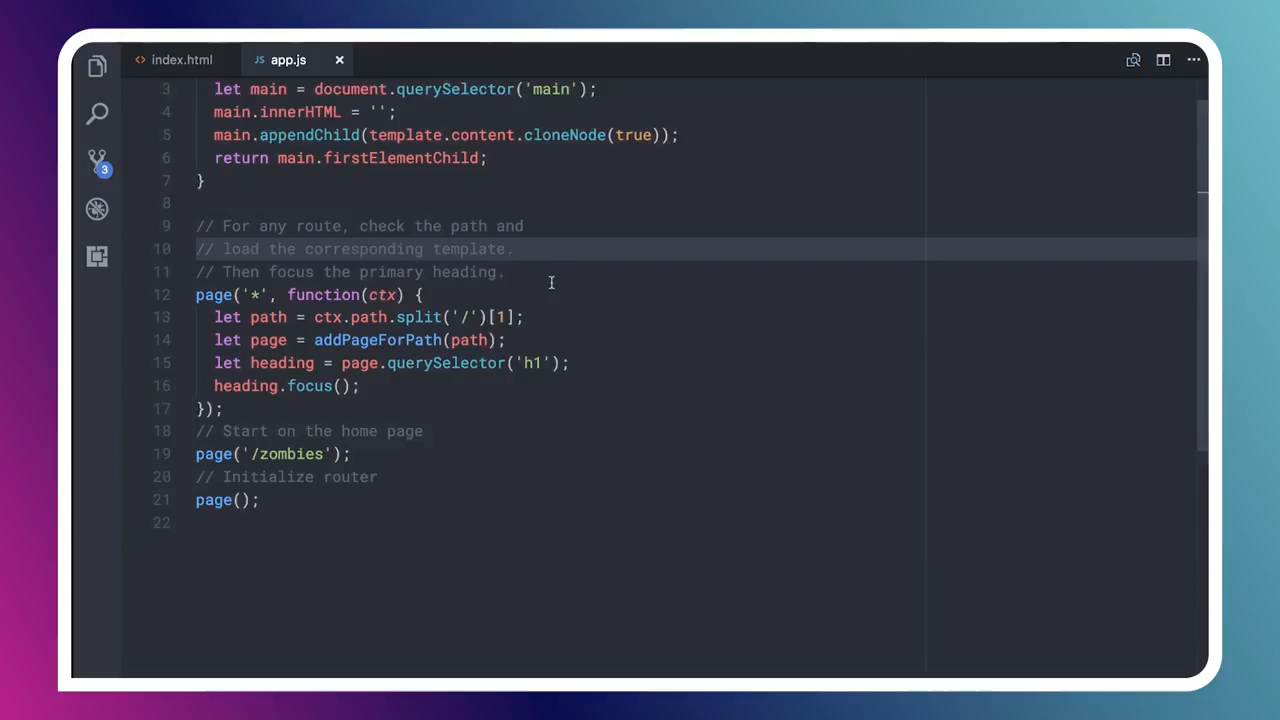 <> index.html JS app.js × ...
3 let main = document.querySelector('main');
4 main.innerHTML = '';
5 main.appendChild(template.content.cloneNode(true));
6 return main.firstElementChild;
7 }
8
9 // For any route, check the path and
10 // load the corresponding template.
11 // Then focus the primary heading.
12 page('*', function(ctx) {
13 let path = ctx.path.split('/')[1];
14 let page = addPageForPath(path);
15 let heading = page.querySelector('h1');
16 heading.focus();
17 });
18 // Start on the home page
19 page('/zombies');
20 // Initialize router
21 page();
22
3